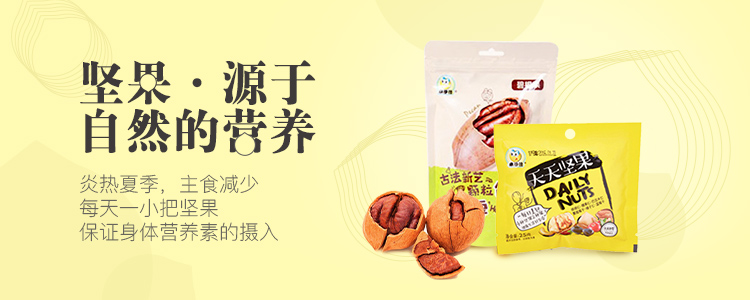 坚果·源于
自然的营养
炎热夏季，主食减少
每天一小把坚果
保证身体营养素的摄入
Pecan
古法新艺
天天坚果
DAILY
NUTS